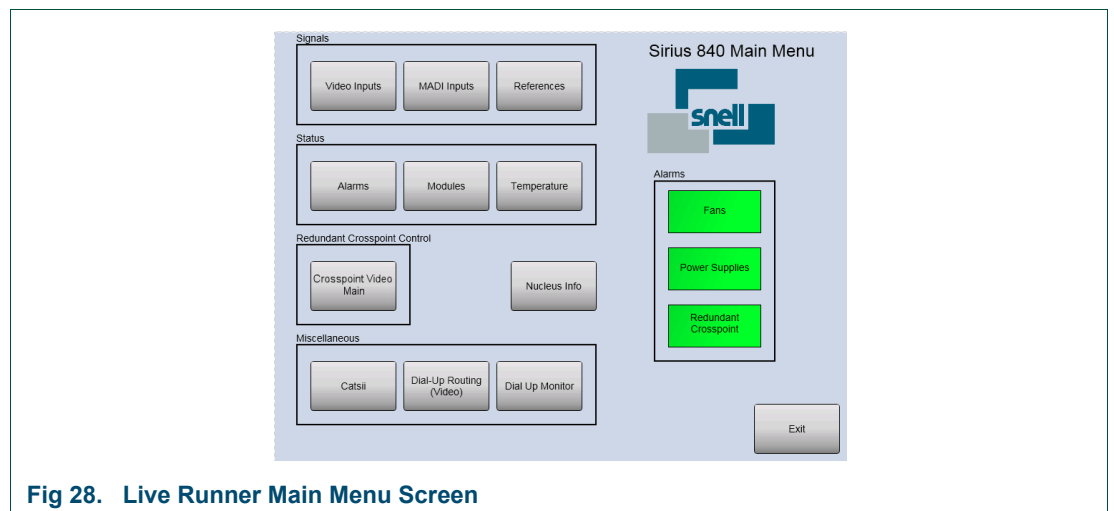 Signals
Video Inputs
MADI Inputs
References
Status
Alarms
Modules
Temperature
Redundant Crosspoint Control
Crosspoint Video
Main
Nucleus Info
Miscellaneous
Catsii
Dial-Up Routing
(Video)
Dial Up Monitor
Sirius 840 Main Menu
snell
Alarms
Fans
Power Supplies
Redundant
Crosspoint
Exit
Fig 28. Live Runner Main Menu Screen